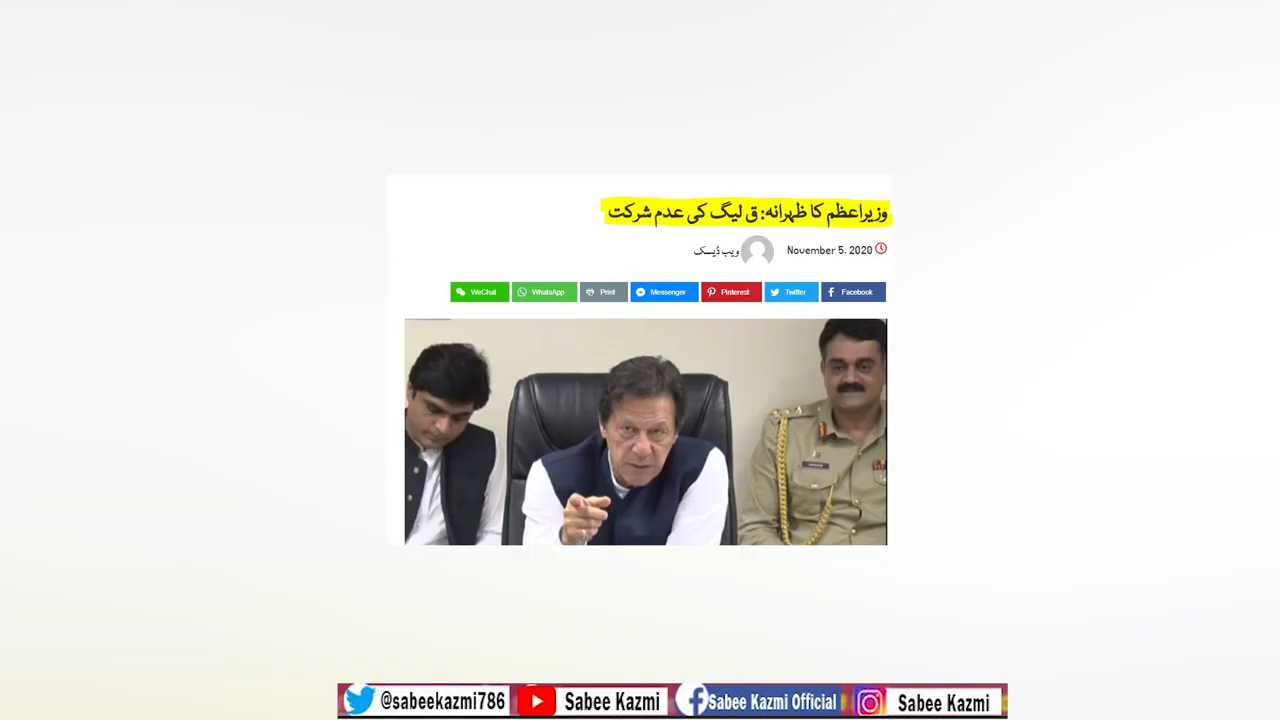 وزیراعظم کا ظہرانہ: ق لیگ کی عدم شرکت
November 5, 2020 ویب ڈیسک
WeChat WhatsApp Print Messenger Pinterest Twitter Facebook
@sabeekazmi786 Sabee Kazmi Sabee Kazmi Official Sabee Kazmi